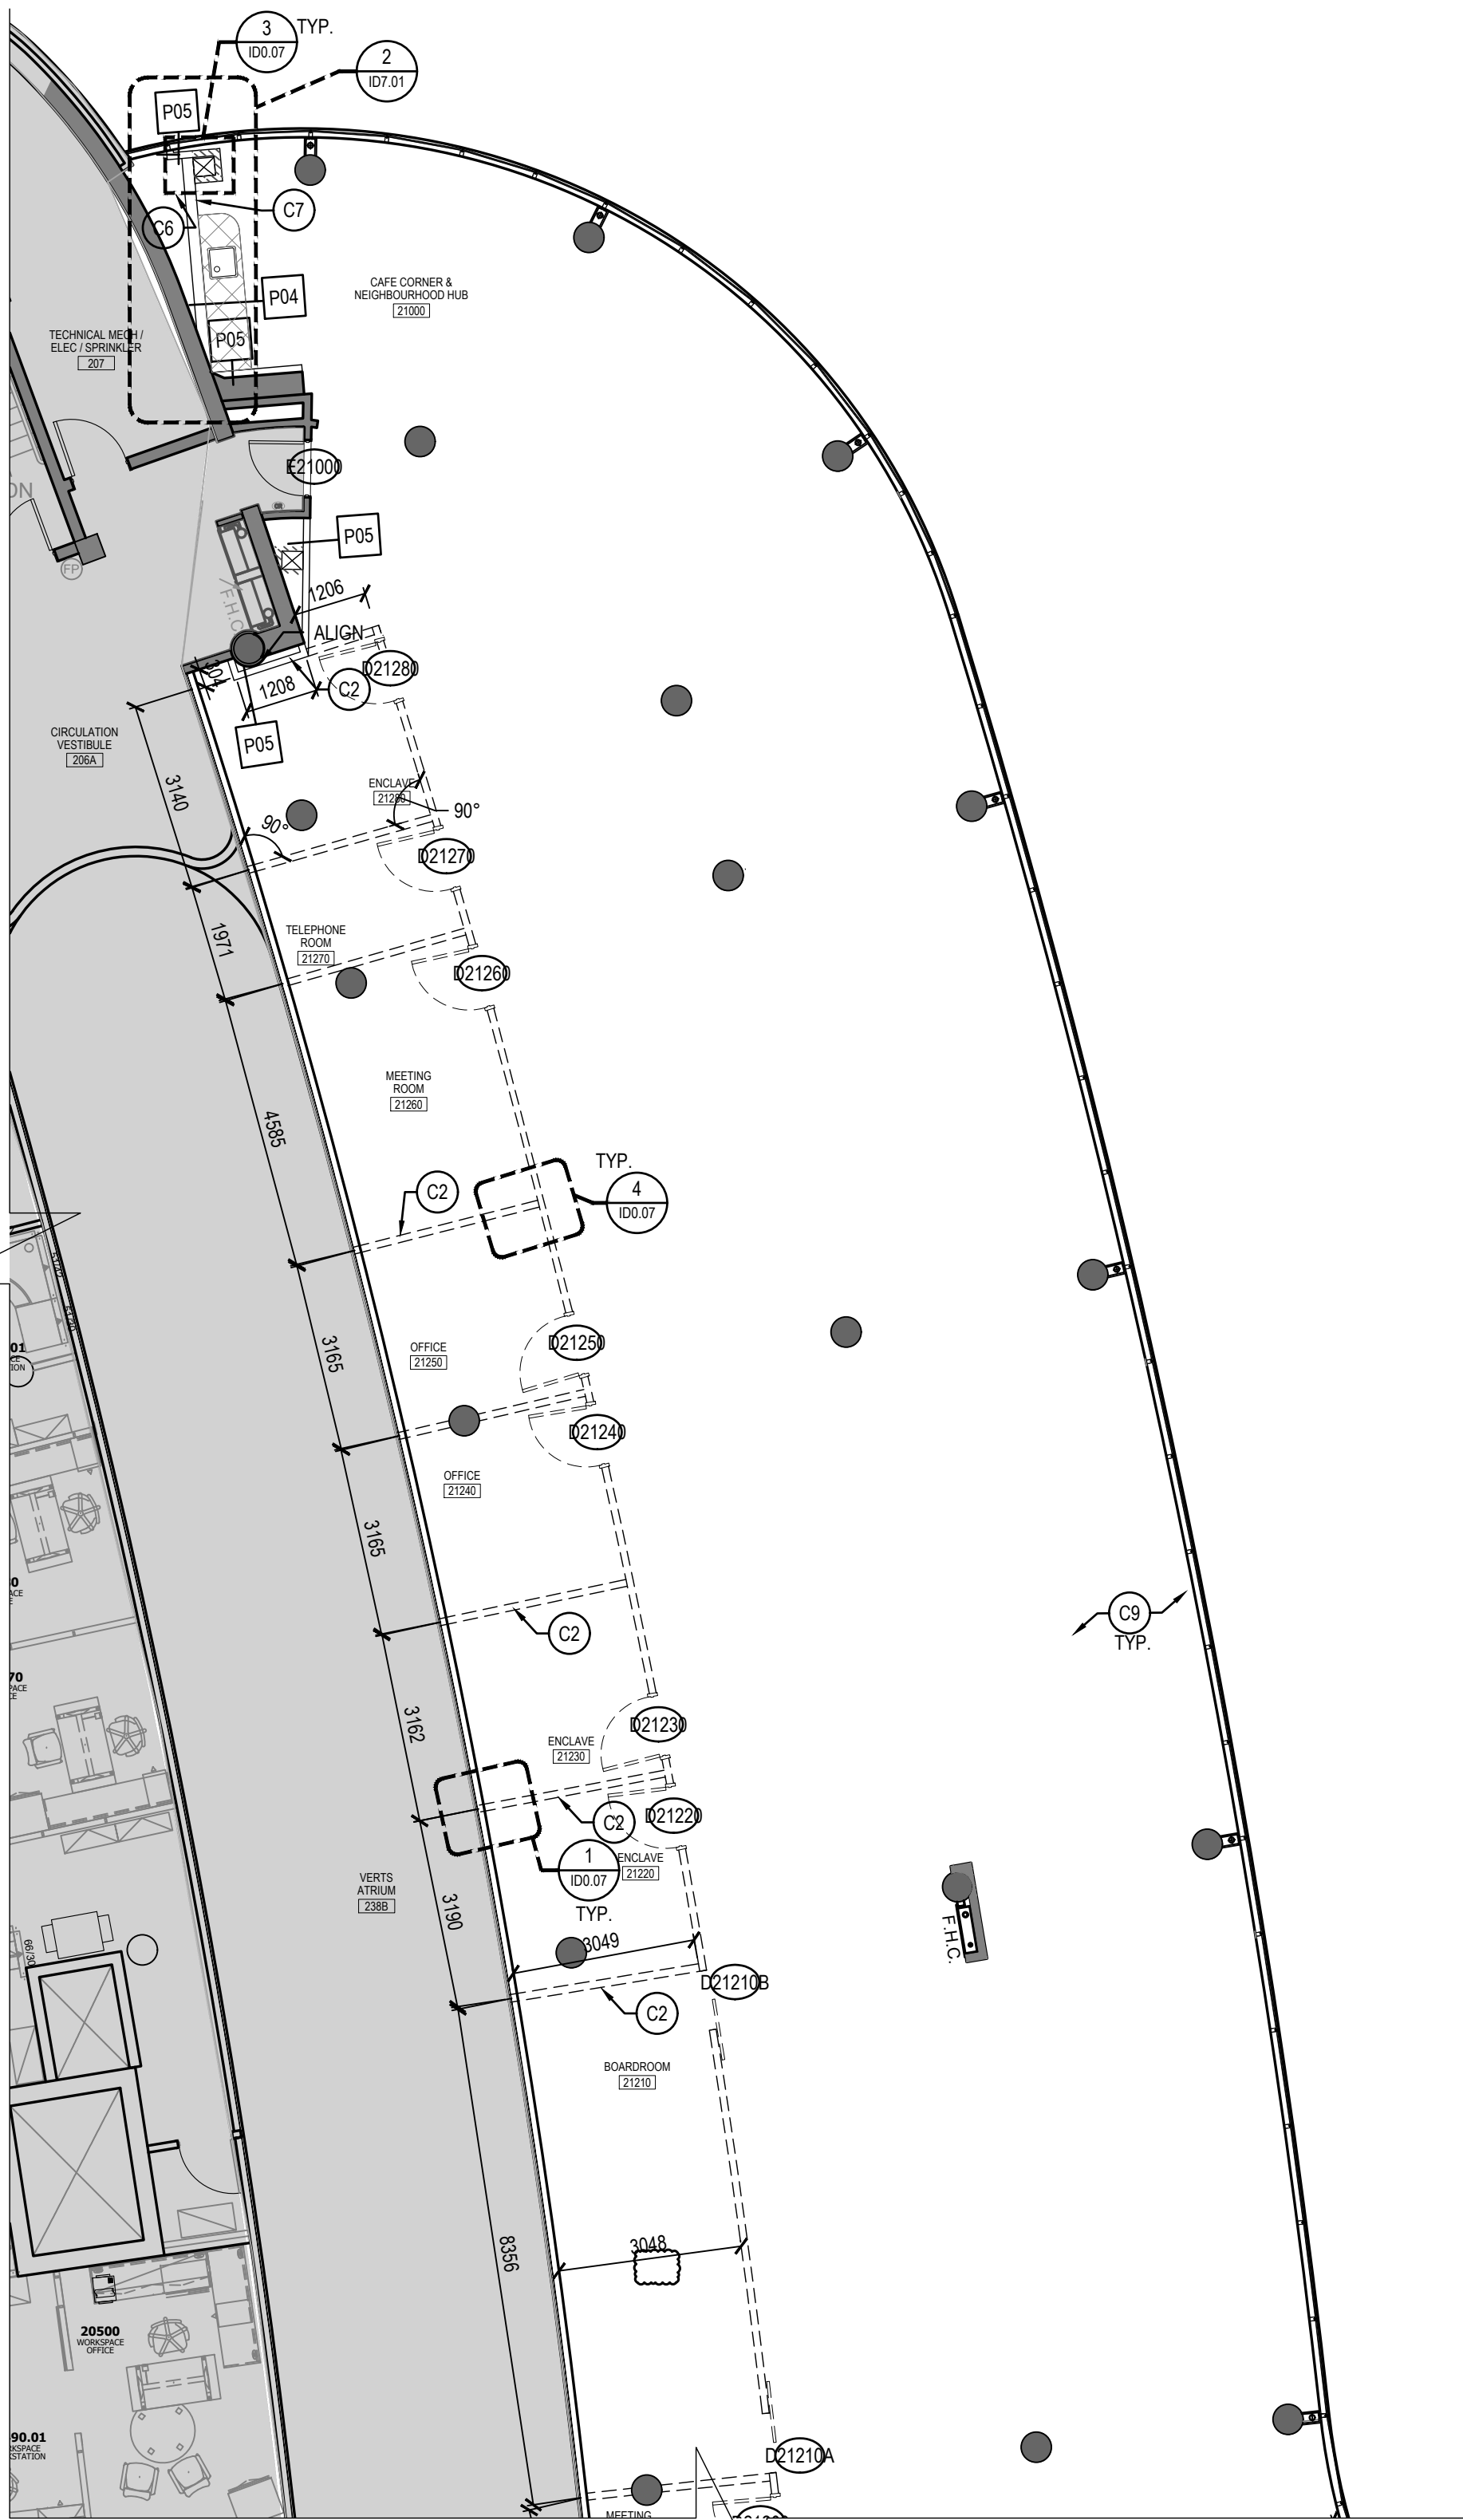 3
ID0.07
TYP.
2
ID7.01
P05
C7
C6
P04
CAFE CORNER &
NEIGHBOURHOOD HUB
21000
P05
TECHNICAL MECH /
ELEC / SPRINKLER
207
E21000
P05
FP
F.H.C
1206
ALIGN
D21280
304
1208
C2
P05
CIRCULATION
VESTIBULE
206A
3140
ENCLAVE
21280
90°
90°
D21270
1971
TELEPHONE
ROOM
21270
D21260
MEETING
ROOM
21260
4585
TYP.
4
ID0.07
C2
3165
OFFICE
21250
D21250
D21240
OFFICE
21240
3165
C2
C9
TYP.
3162
D21230
ENCLAVE
21230
C2
D21220
1
ID0.07
TYP.
ENCLAVE
21220
VERTS
ATRIUM
238B
3190
3049
F.H.C.
D21210B
C2
BOARDROOM
21210
8356
3048
20500
WORKSPACE
OFFICE
90.01
D21210A
MEETING